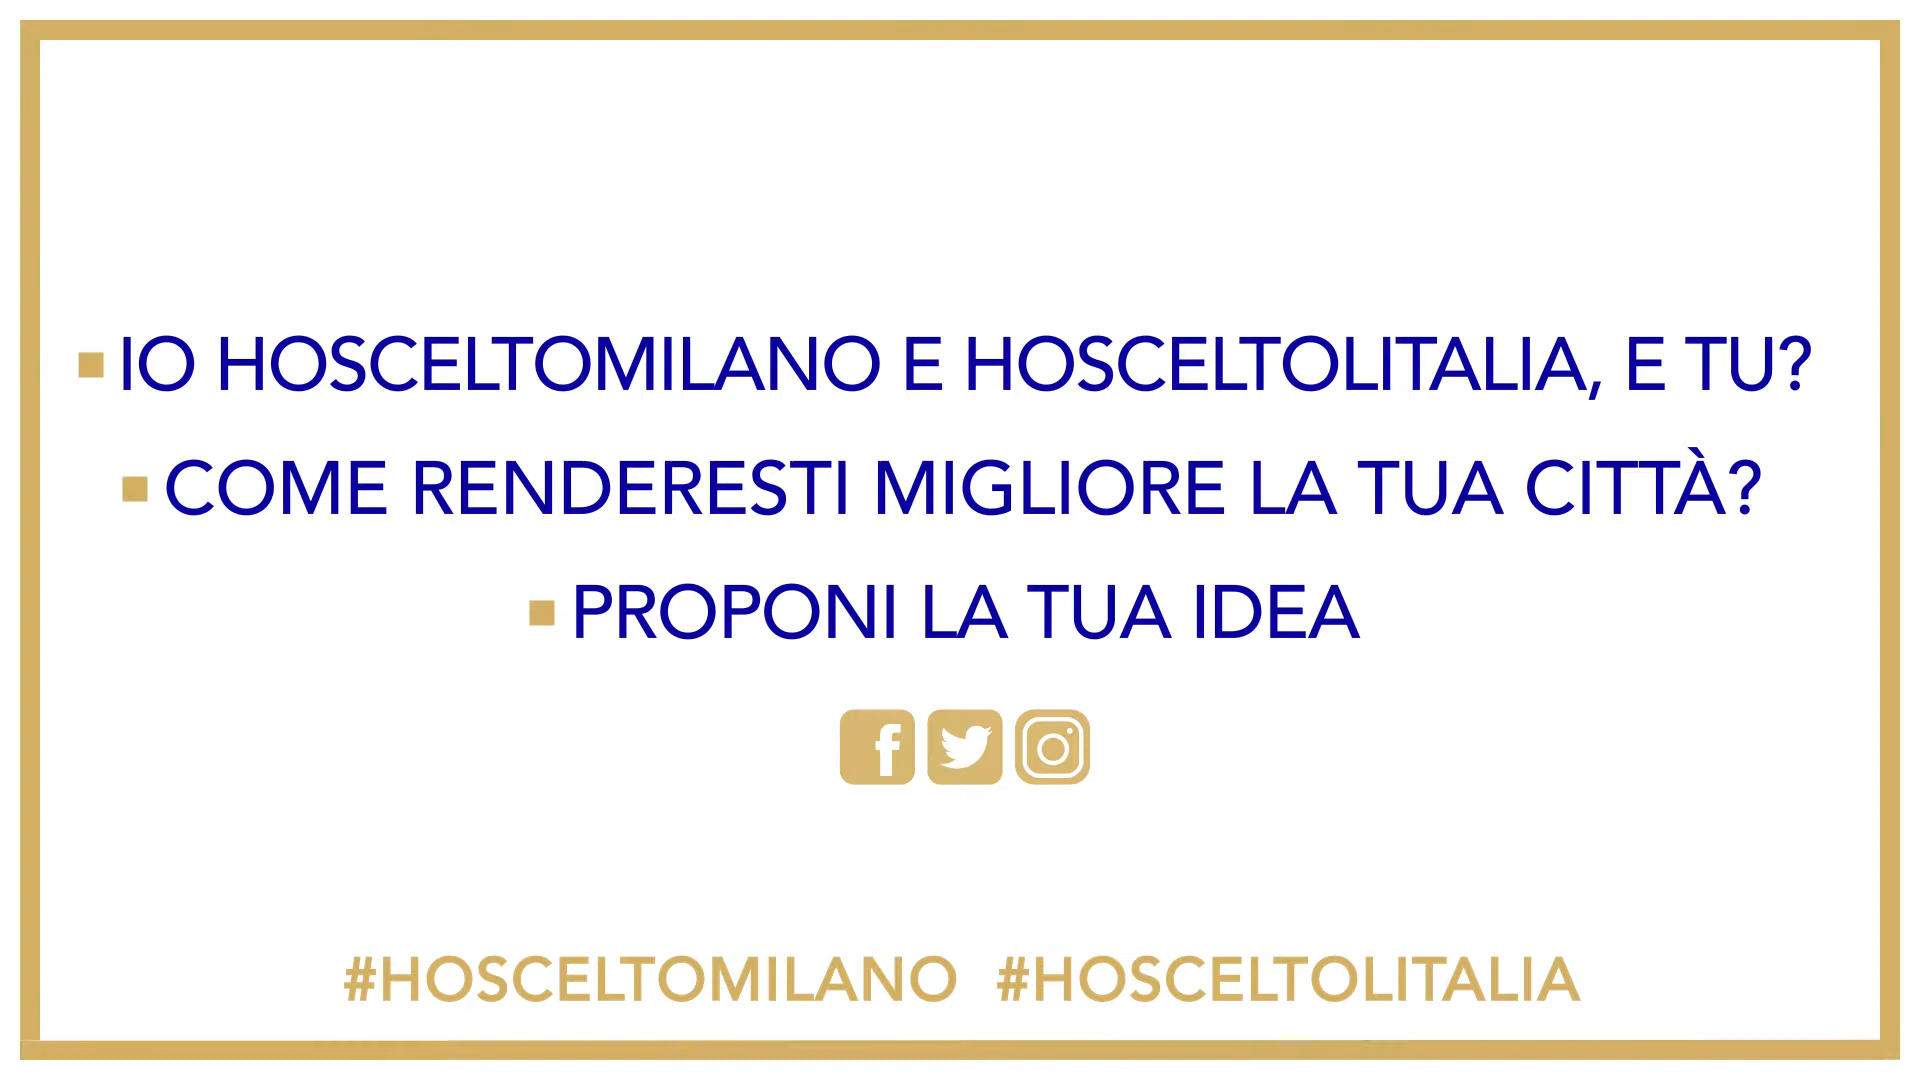 IO HOSCELTOMILANO E HOSCELTOLITALIA, E TU?
COME RENDERESTI MIGLIORE LA TUA CITTÀ?
PROPONI LA TUA IDEA
#HOSCELTOMILANO #HOSCELTOLITALIA